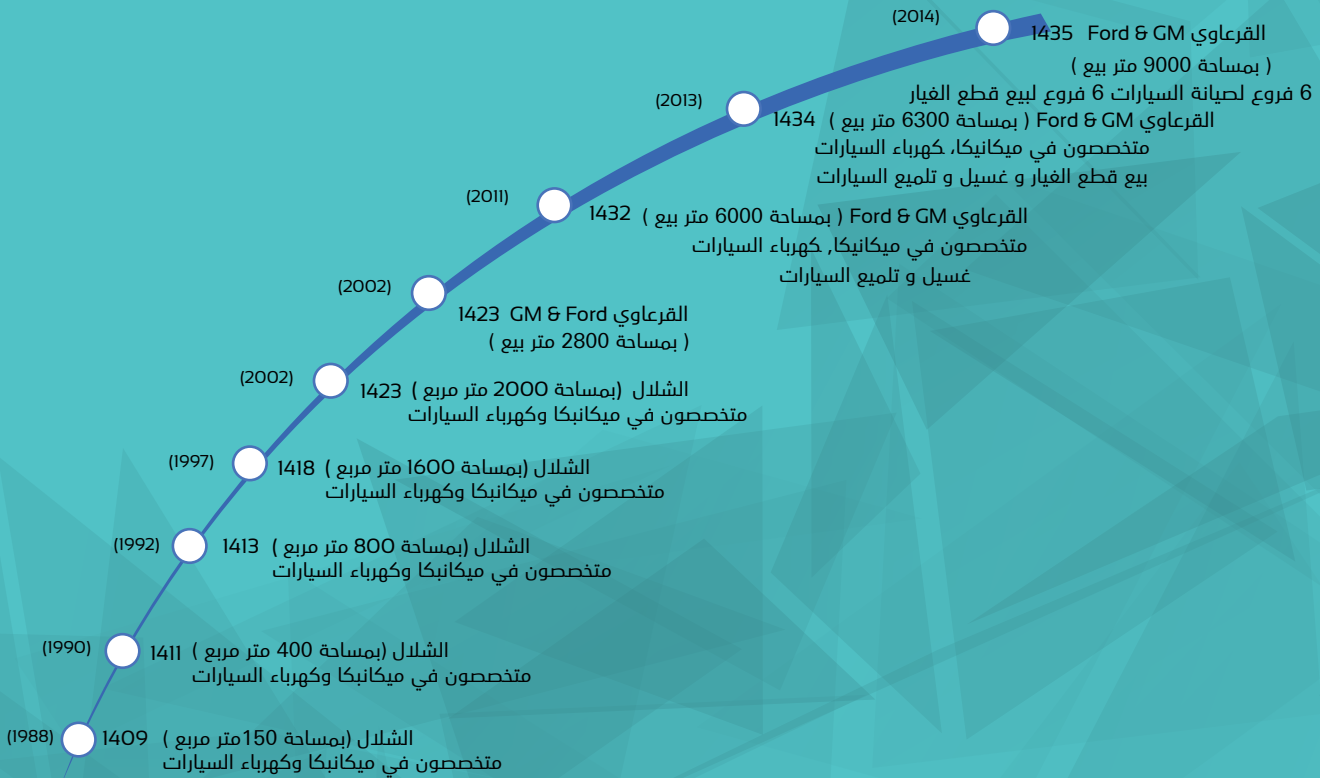 (2014)
1435 القرعاوي Ford & GM
( بمساحة 9000 متر بيع )
6 فروع لصيانة السيارات 6 فروع لبيع قطع الغيار
(2013)
1434 القرعاوي Ford & GM ( بمساحة 6300 متر بيع )
متخصصون في ميكانيكا، كهرباء السيارات
بيع قطع الغيار و غسيل و تلميع السيارات
(2011)
1432 القرعاوي Ford & GM ( بمساحة 6000 متر بيع )
متخصصون في ميكانيكا, كهرباء السيارات
غسيل و تلميع السيارات
(2002)
1423 القرعاوي GM & Ford
( بمساحة 2800 متر بيع )
(2002)
1423 الشلال (بمساحة 2000 متر مربع )
متخصصون في ميكانبكا وكهرباء السيارات
(1997)
1418 الشلال (بمساحة 1600 متر مربع )
متخصصون في ميكانبكا وكهرباء السيارات
(1992)
1413 الشلال (بمساحة 800 متر مربع )
متخصصون في ميكانبكا وكهرباء السيارات
(1990)
1411 الشلال (بمساحة 400 متر مربع )
متخصصون في ميكانبكا وكهرباء السيارات
(1988)
1409 الشلال (بمساحة 150متر مربع )
متخصصون في ميكانبكا وكهرباء السيارات